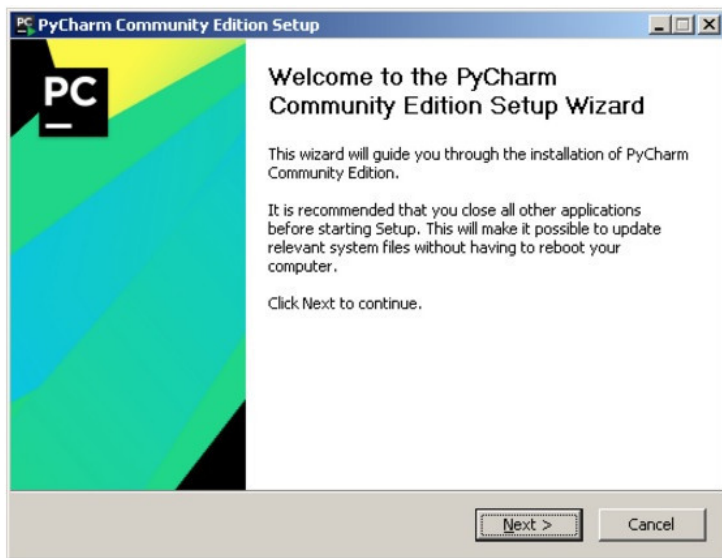 PyCharm Community Edition Setup
PC
Welcome to the PyCharm
Community Edition Setup Wizard
This wizard will guide you through the installation of PyCharm
Community Edition.
It is recommended that you close all other applications
before starting Setup. This will make it possible to update
relevant system files without having to reboot your
computer.
Click Next to continue.
Next >
Cancel